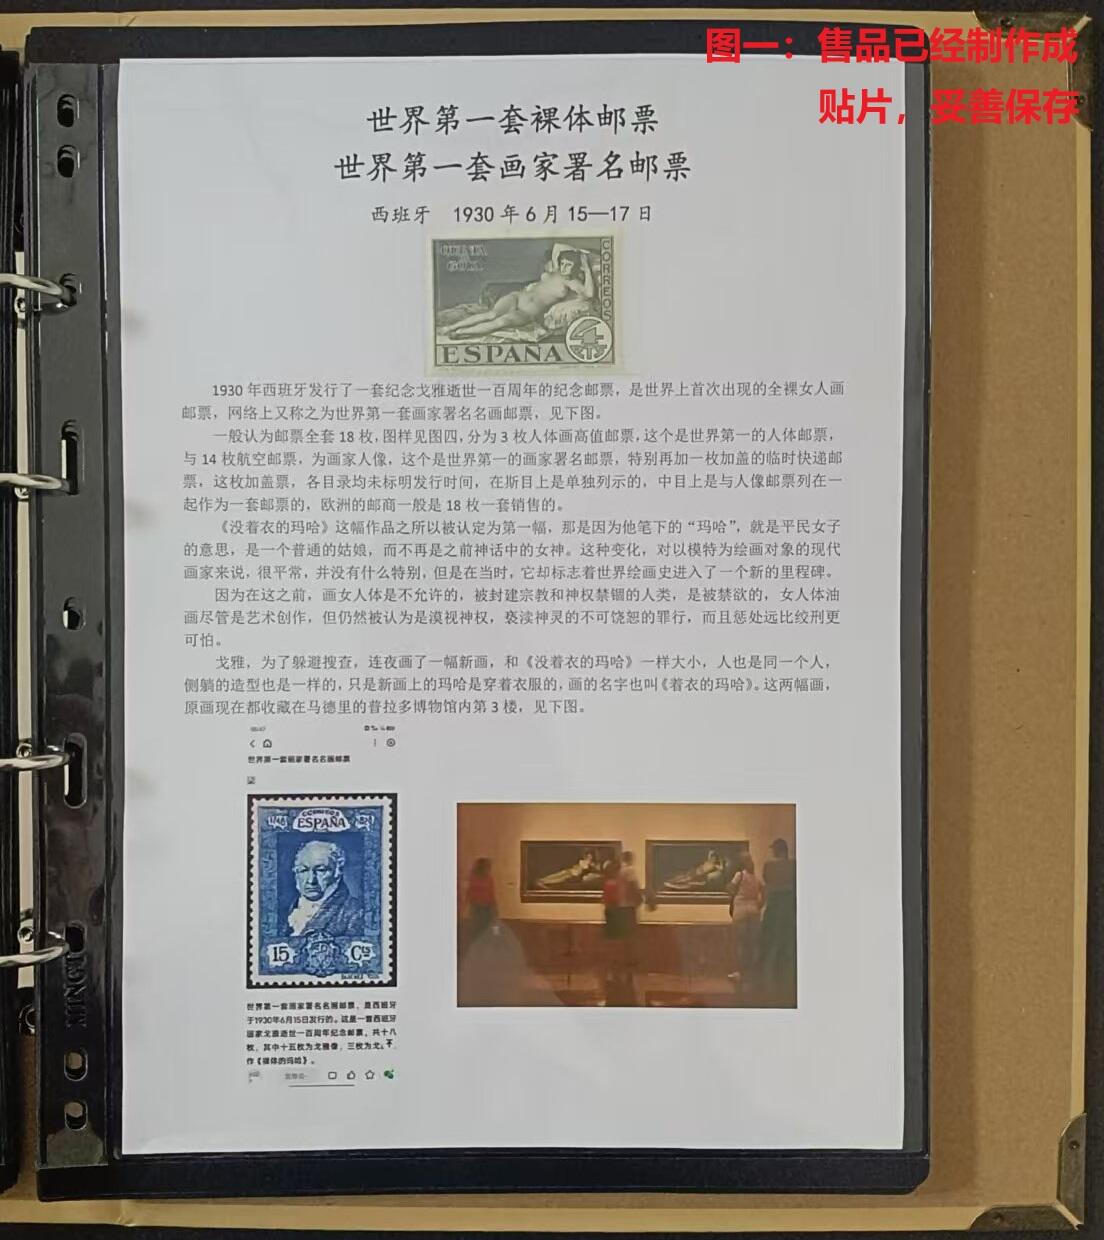 图一：售品已经制作成
贴片，妥善保存
世界第一套裸体邮票
世界第一套画家署名邮票
西班牙 1930 年 6 月 15—17 日
QUINTA
GOYA
CORREOS
4
PTS
ESPAÑA
1930 年西班牙发行了一套纪念戈雅逝世一百周年的纪念邮票，是世界上首次出现的全裸女人画
邮票，网络上又称之为世界第一套画家署名名画邮票，见下图。
一般认为邮票全套 18 枚，图样见图四，分为 3 枚人体画高值邮票，这个是世界第一的人体邮票，
与 14 枚航空邮票，为画家人像，这个是世界第一的画家署名邮票，特别再加一枚加盖的临时快递邮
票，这枚加盖票，各目录均未标明发行时间，在斯目上是单独列示的，中目上是与人像邮票列在一
起作为一套邮票的，欧洲的邮商一般是 18 枚一套销售的。
《没着衣的玛哈》这幅作品之所以被认定为第一幅，那是因为他笔下的“玛哈”，就是平民女子
的意思，是一个普通的姑娘，而不再是之前神话中的女神。这种变化，对以模特为绘画对象的现代
画家来说，很平常，并没有什么特别，但是在当时，它却标志着世界绘画史进入了一个新的里程碑。
因为在这之前，画女人体是不允许的，被封建宗教和神权禁锢的人类，是被禁欲的，女人体油
画尽管是艺术创作，但仍然被认为是漠视神权，亵渎神灵的不可饶恕的罪行，而且惩处远比绞刑更
可怕。
戈雅，为了躲避搜查，连夜画了一幅新画，和《没着衣的玛哈》一样大小，人也是同一个人，
侧躺的造型也是一样的，只是新画上的玛哈是穿着衣服的，画的名字也叫《着衣的玛哈》。这两幅画，
原画现在都收藏在马德里的普拉多博物馆内第 3 楼，见下图。
世界第一套画家署名名画邮票
CORREOS
ESPAÑA
15
Cts
世界第一套画家署名名画邮票，是西班牙
于1930年6月15日发行的。这是一套西班牙
画家戈雅逝世一百周年纪念邮票，共十八
枚，其中十五枚为戈雅像，三枚为戈
作《裸体的玛哈》。
MINGT